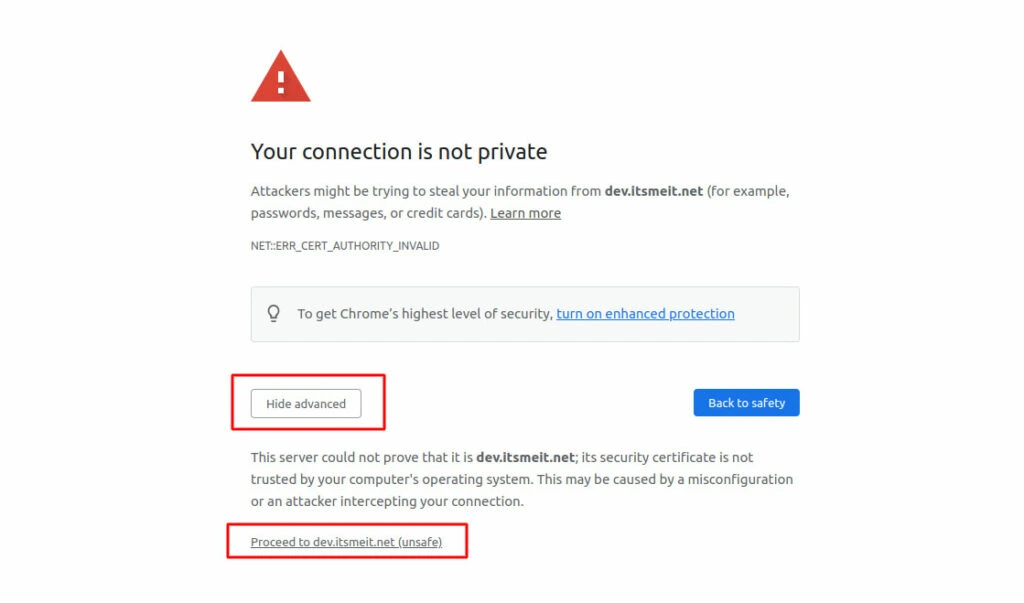 Your connection is not private
Attackers might be trying to steal your information from dev.itsmeit.net (for example,
passwords, messages, or credit cards). Learn more
NET::ERR_CERT_AUTHORITY_INVALID
To get Chrome's highest level of security, turn on enhanced protection
Hide advanced
Back to safety
This server could not prove that it is dev.itsmeit.net; its security certificate is not
trusted by your computer's operating system. This may be caused by a misconfiguration
or an attacker intercepting your connection.
Proceed to dev.itsmeit.net (unsafe)